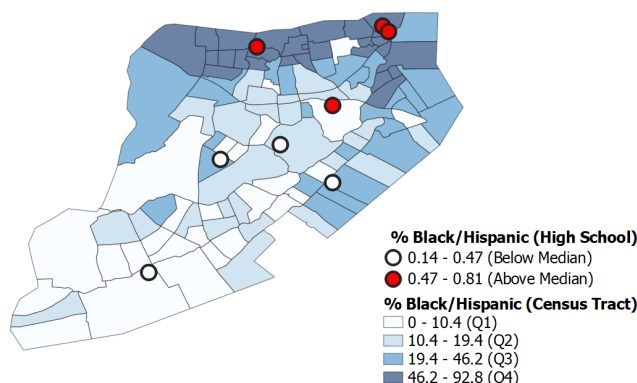 % Black/Hispanic (High School)
0.14 - 0.47 (Below Median)
0.47 - 0.81 (Above Median)
% Black/Hispanic (Census Tract)
0 - 10.4 (Q1)
10.4 - 19.4 (Q2)
19.4 - 46.2 (Q3)
46.2 - 92.8 (Q4)